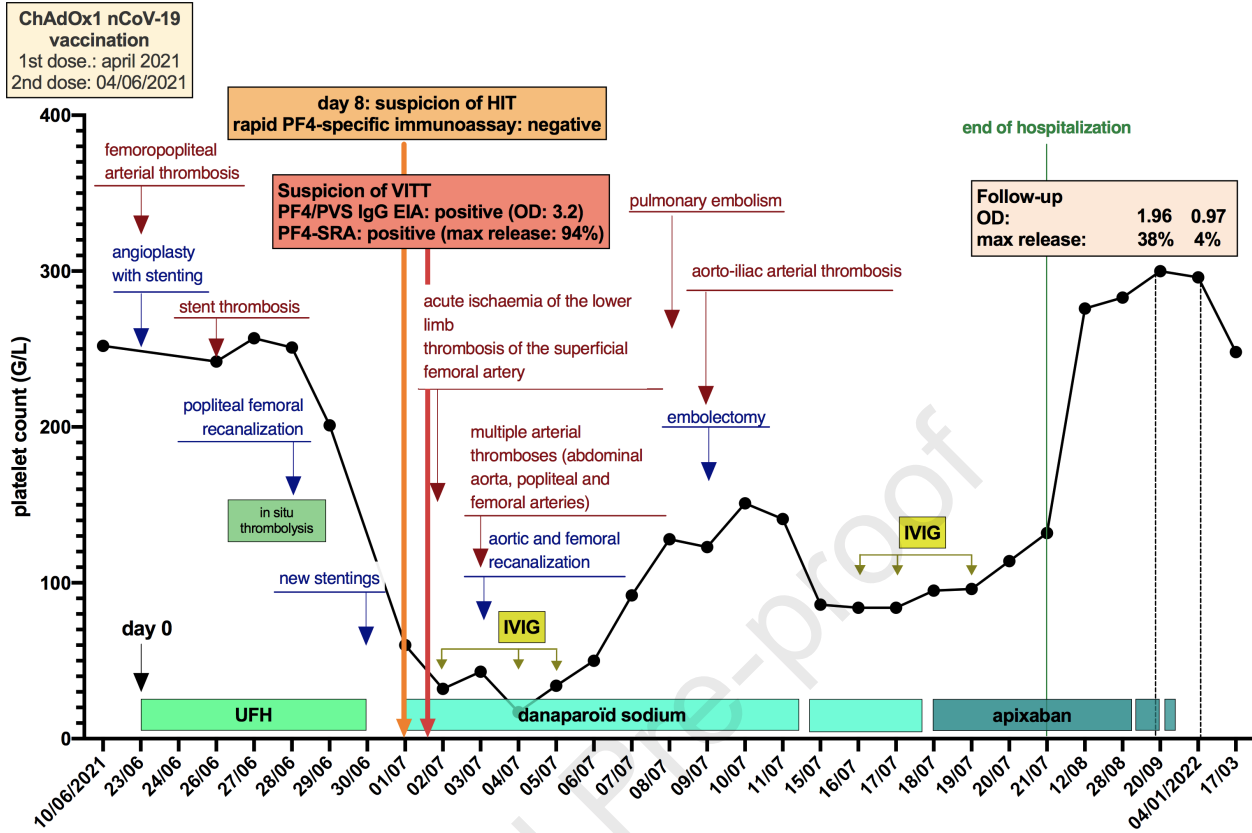 ChAdOx1 nCoV-19
vaccination
1st dose.: april 2021
2nd dose: 04/06/2021
day 8: suspicion of HIT
rapid PF4-specific immunoassay: negative
Suspicion of VITT
PF4/PVS IgG EIA: positive (OD: 3.2)
PF4-SRA: positive (max release: 94%)
end of hospitalization
Follow-up
OD: 1.96 0.97
max release: 38% 4%
platelet count (G/L)
400
300
200
100
0
femoropopliteal
arterial thrombosis
angioplasty
with stenting
stent thrombosis
popliteal femoral
recanalization
in situ
thrombolysis
new stentings
day 0
acute ischaemia of the lower
limb
thrombosis of the superficial
femoral artery
multiple arterial
thromboses (abdominal
aorta, popliteal and
femoral arteries)
aortic and femoral
recanalization
IVIG
pulmonary embolism
aorto-iliac arterial thrombosis
embolectomy
IVIG
UFH
danaparoïd sodium
apixaban
10/06/2021
23/06
24/06
26/06
27/06
28/06
29/06
30/06
01/07
02/07
03/07
04/07
05/07
06/07
07/07
08/07
09/07
10/07
11/07
15/07
16/07
17/07
18/07
19/07
20/07
21/07
12/08
28/08
20/09
04/01/2022
17/03
Pre-proof